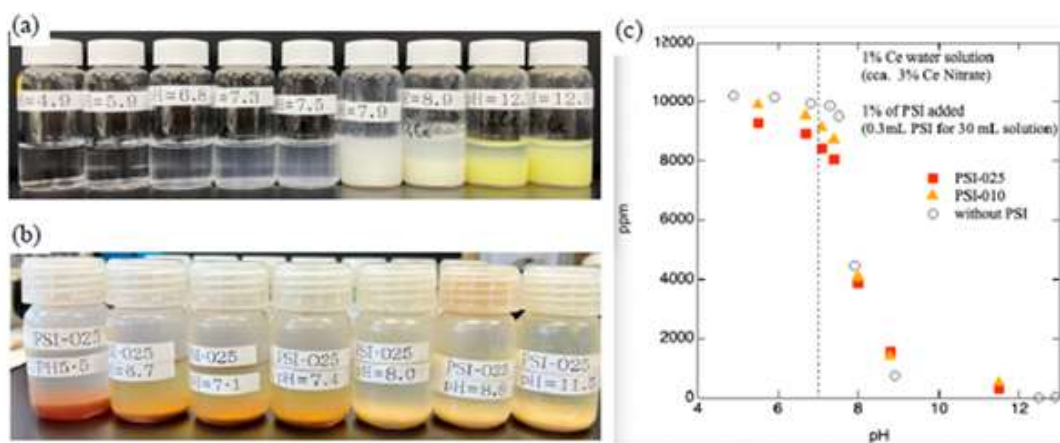 (a)
=4.9
=5.9
=6.8
=7.3
=7.5
=7.9
=8.9
pH=12.
=12.
(b)
PSI-025
PH5.5
-025
=6.7
-025
=7.1
PSI-025
pH=7.4
PSI-025
pH=8.0
PSI-025
pH=8.8
PSI-025
pH=11.5
(c)
12000
10000
8000
6000
4000
2000
0
ppm
4
6
8
10
12
pH
1% Ce water solution
(cca. 3% Ce Nitrate)
1% of PSI added
(0.3mL PSI for 30 mL solution)
PSI-025
PSI-010
without PSI